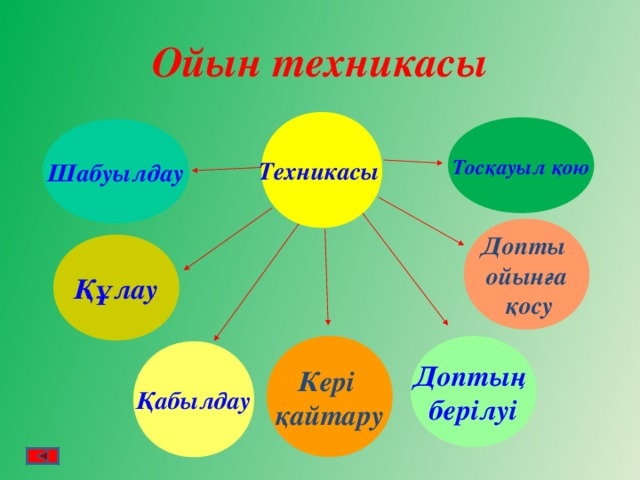 Ойын техникасы
Шабуылдау
Техникасы
Тосқауыл қою
Құлау
Допты
ойынға
қосу
Қабылдау
Кері
қайтару
Доптың
берілуі